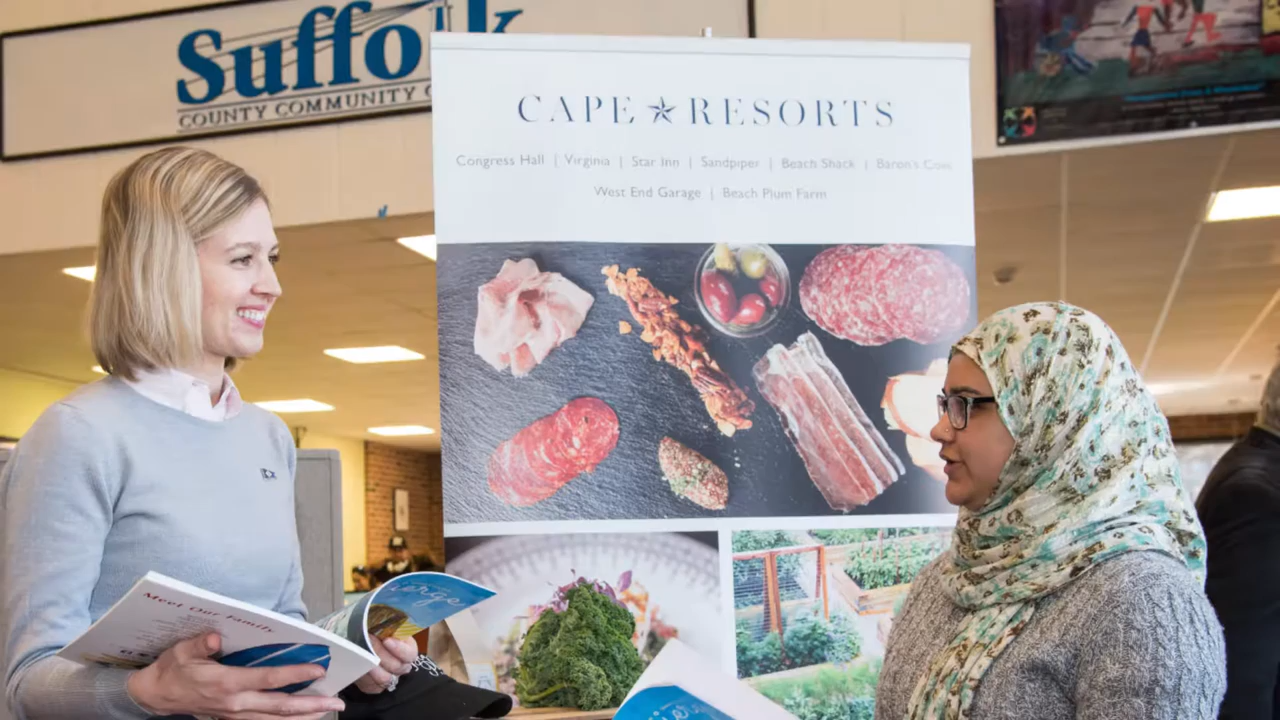 Suffolk
COUNTY COMMUNITY
CAPE RESORTS
Congress Hall | Virginia | Star Inn | Sandpiper | Beach Shack | Baron's Cove
West End Garage | Beach Plum Farm
Meet Our Family